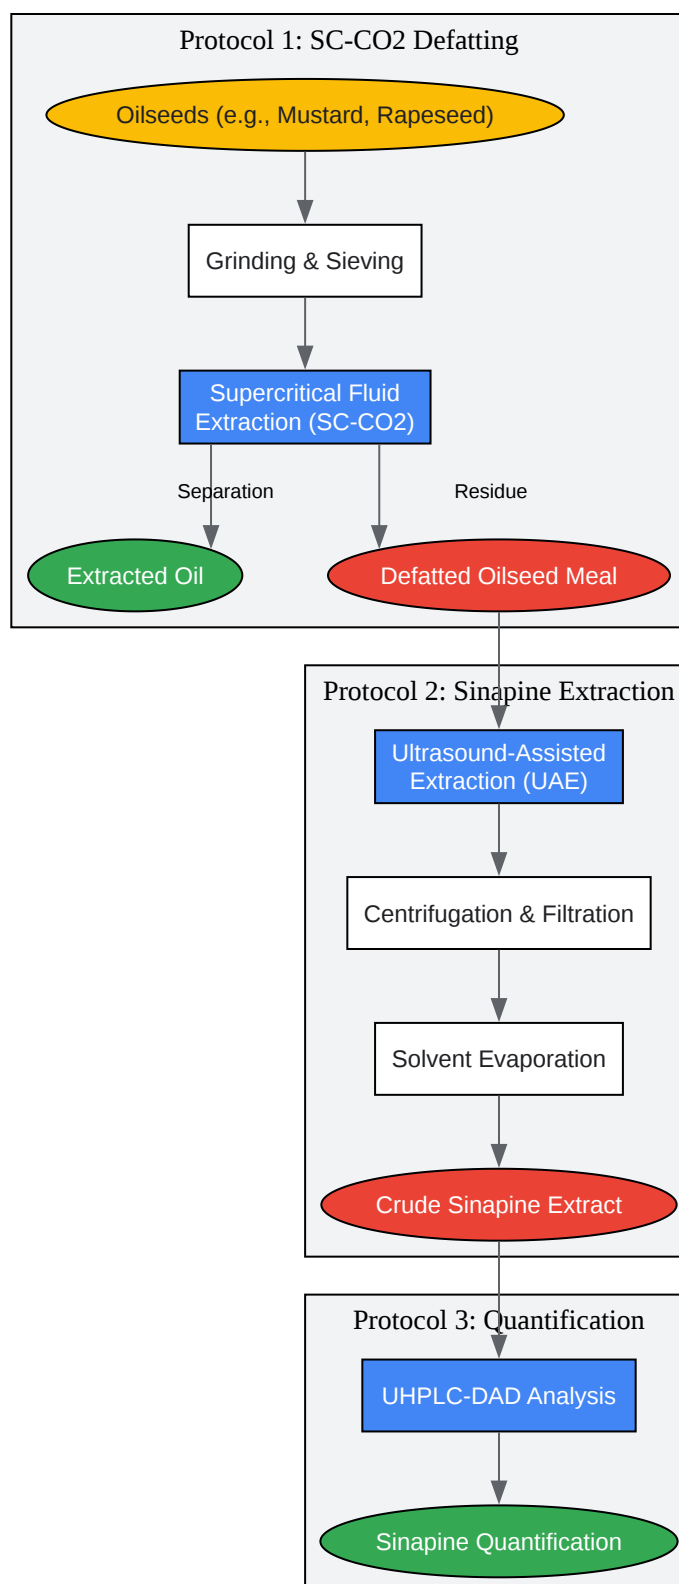 Protocol 1: SC-CO2 Defatting
Oilseeds (e.g., Mustard, Rapeseed)
Grinding & Sieving
Supercritical Fluid
Extraction (SC-CO2)
Separation
Residue
Extracted Oil
Defatted Oilseed Meal
Protocol 2: Sinapine Extraction
Ultrasound-Assisted
Extraction (UAE)
Centrifugation & Filtration
Solvent Evaporation
Crude Sinapine Extract
Protocol 3: Quantification
UHPLC-DAD Analysis
Sinapine Quantification